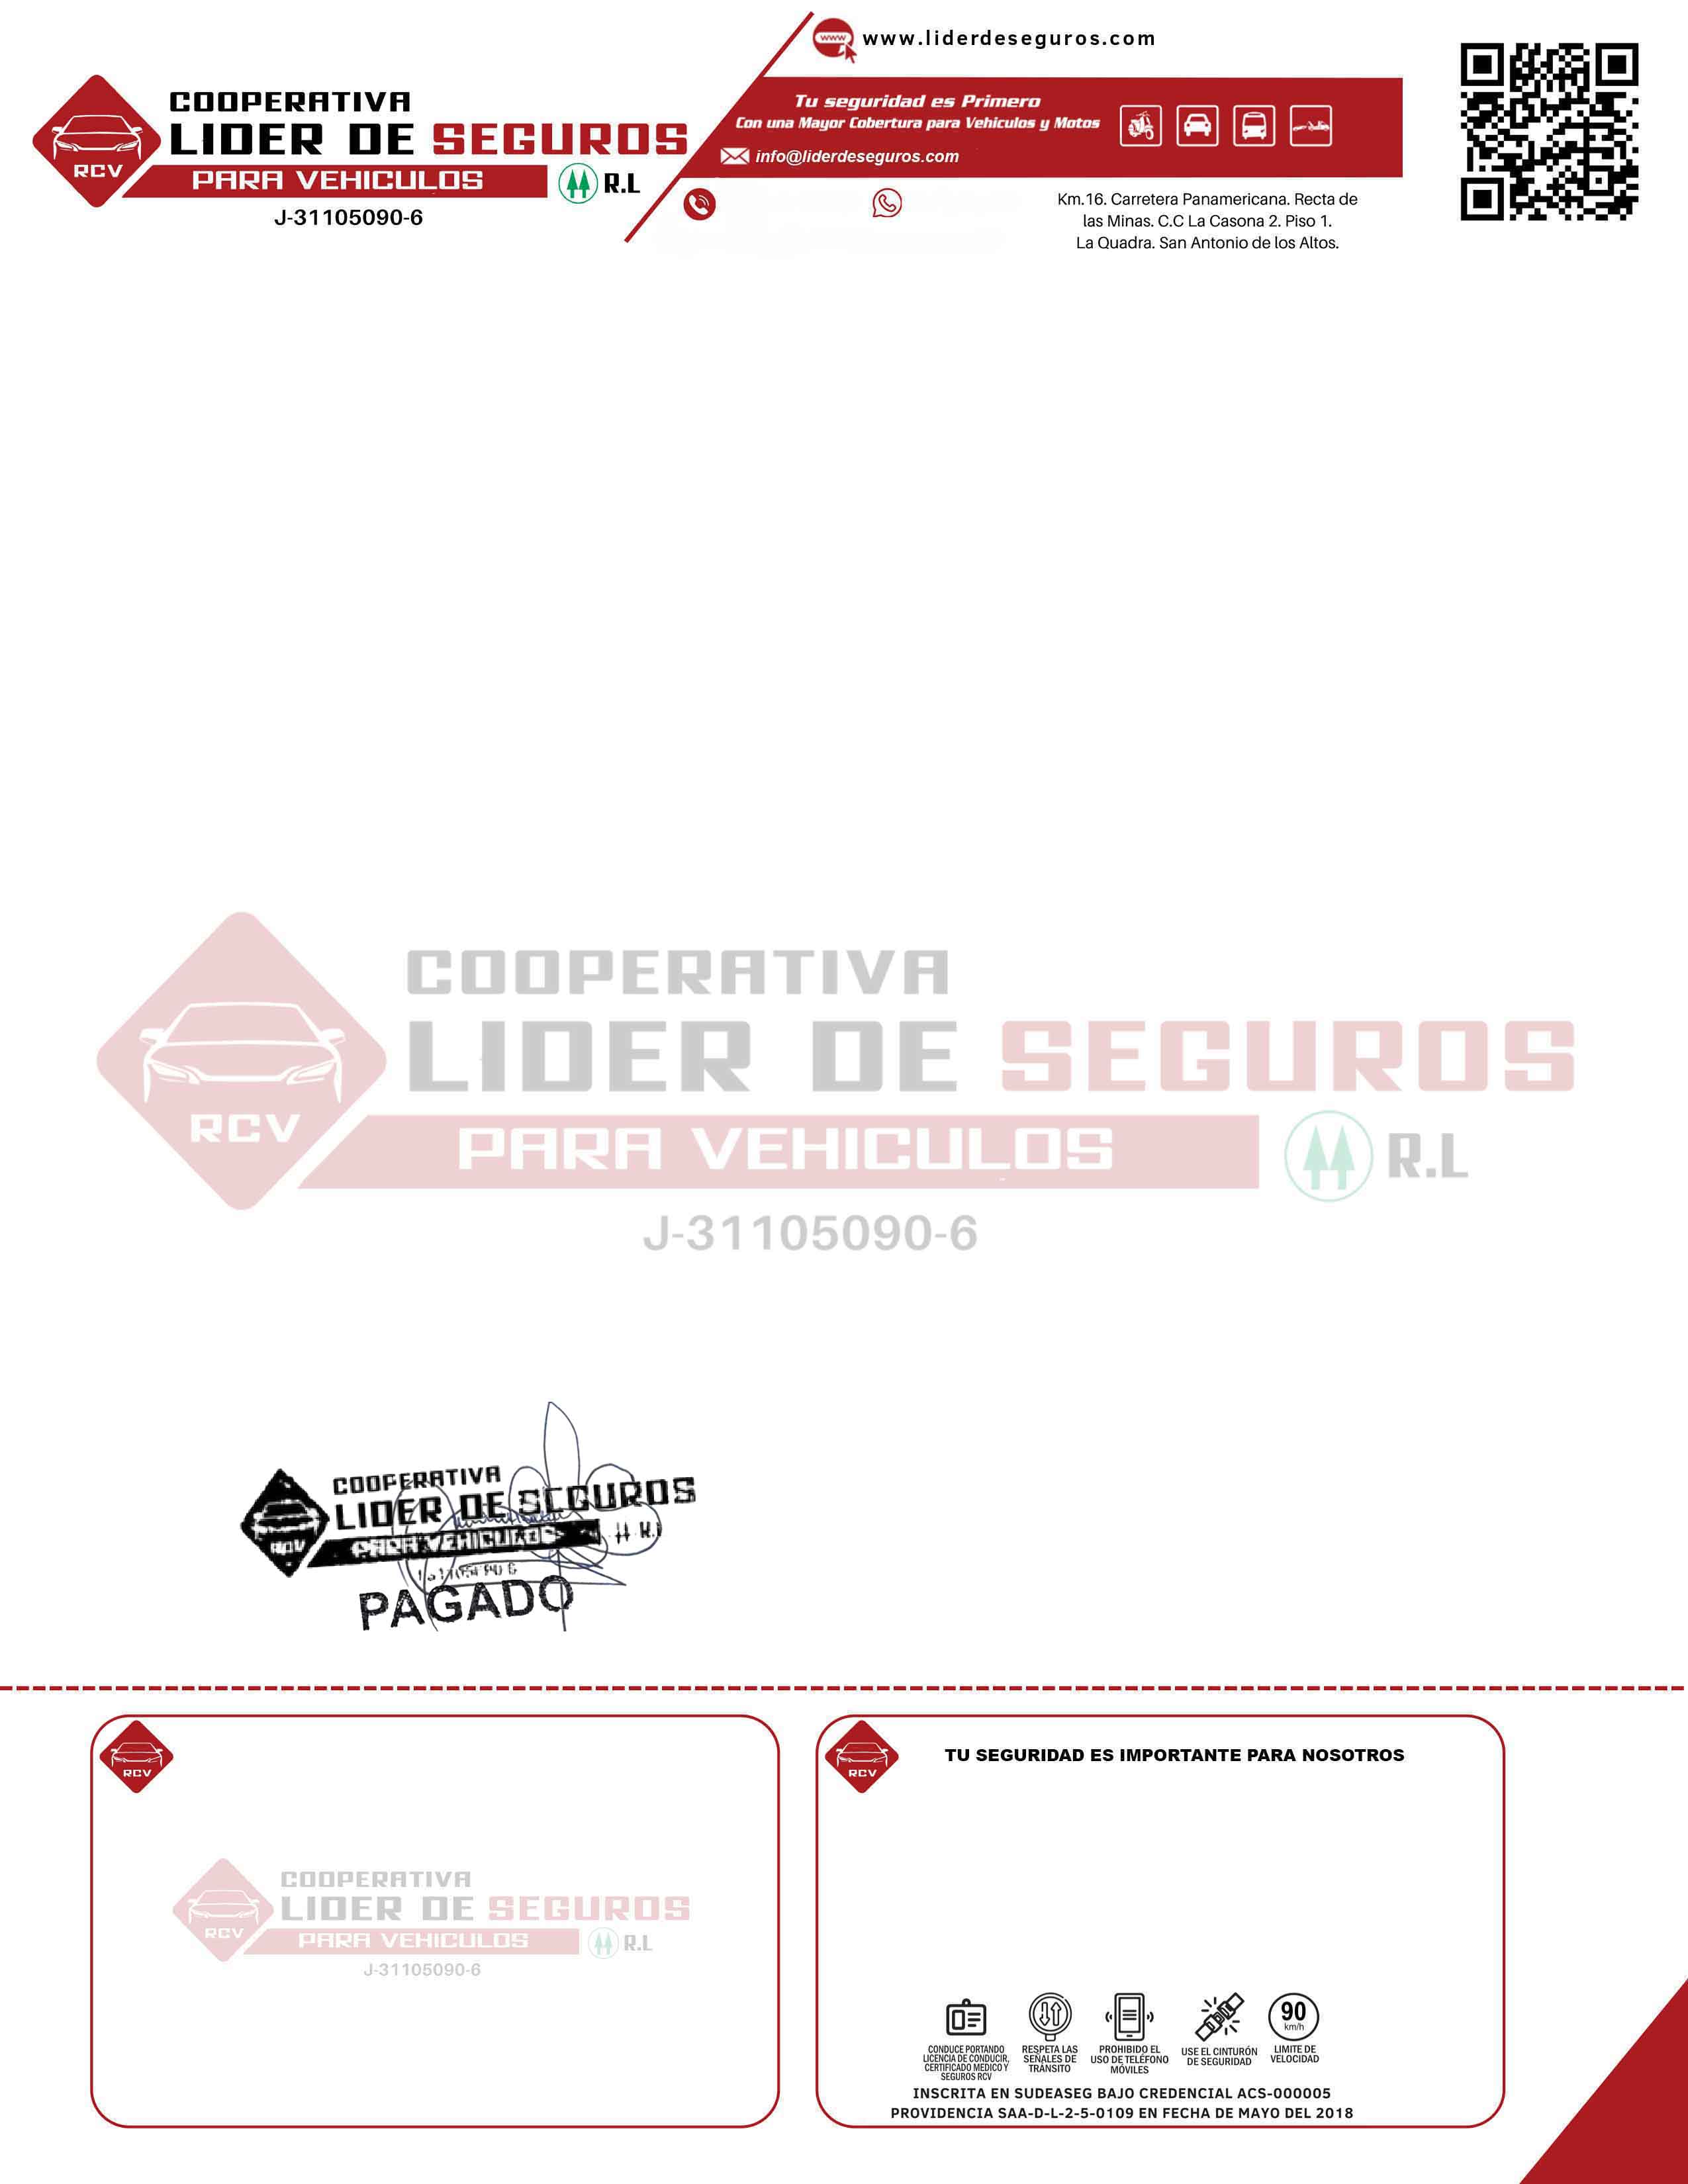 www
www.liderdeseguros.com
COOPERATIVA
LIDER DE SEGUROS
RCV
PARA VEHICULOS
R.L
J-31105090-6
Tu seguridad es Primero
Con una Mayor Cobertura para Vehiculos y Motos
info@liderdeseguros.com
Km.16. Carretera Panamericana. Recta de
las Minas. C.C La Casona 2. Piso 1.
La Quadra. San Antonio de los Altos.
COOPERATIVA
LIDER DE SEGUROS
RCV
PARA VEHICULOS
R.L
J-31105090-6
COOPERATIVA
LIDER DE SEGUROS
RCV
PARA VEHICULOS
PAGADO
RCV
COOPERATIVA
LIDER DE SEGUROS
RCV
PARA VEHICULOS
R.L
J-31105090-6
RCV
TU SEGURIDAD ES IMPORTANTE PARA NOSOTROS
CONDUCE PORTANDO
LICENCIA DE CONDUCIR,
CERTIFICADO MEDICO Y
SEGUROS RCV
RESPETA LAS
SEÑALES DE
TRÁNSITO
PROHIBIDO EL
USO DE TELÉFONO
MÓVILES
USE EL CINTURÓN
DE SEGURIDAD
90
km/h
LIMITE DE
VELOCIDAD
INSCRITA EN SUDEASEG BAJO CREDENCIAL ACS-000005
PROVIDENCIA SAA-D-L-2-5-0109 EN FECHA DE MAYO DEL 2018